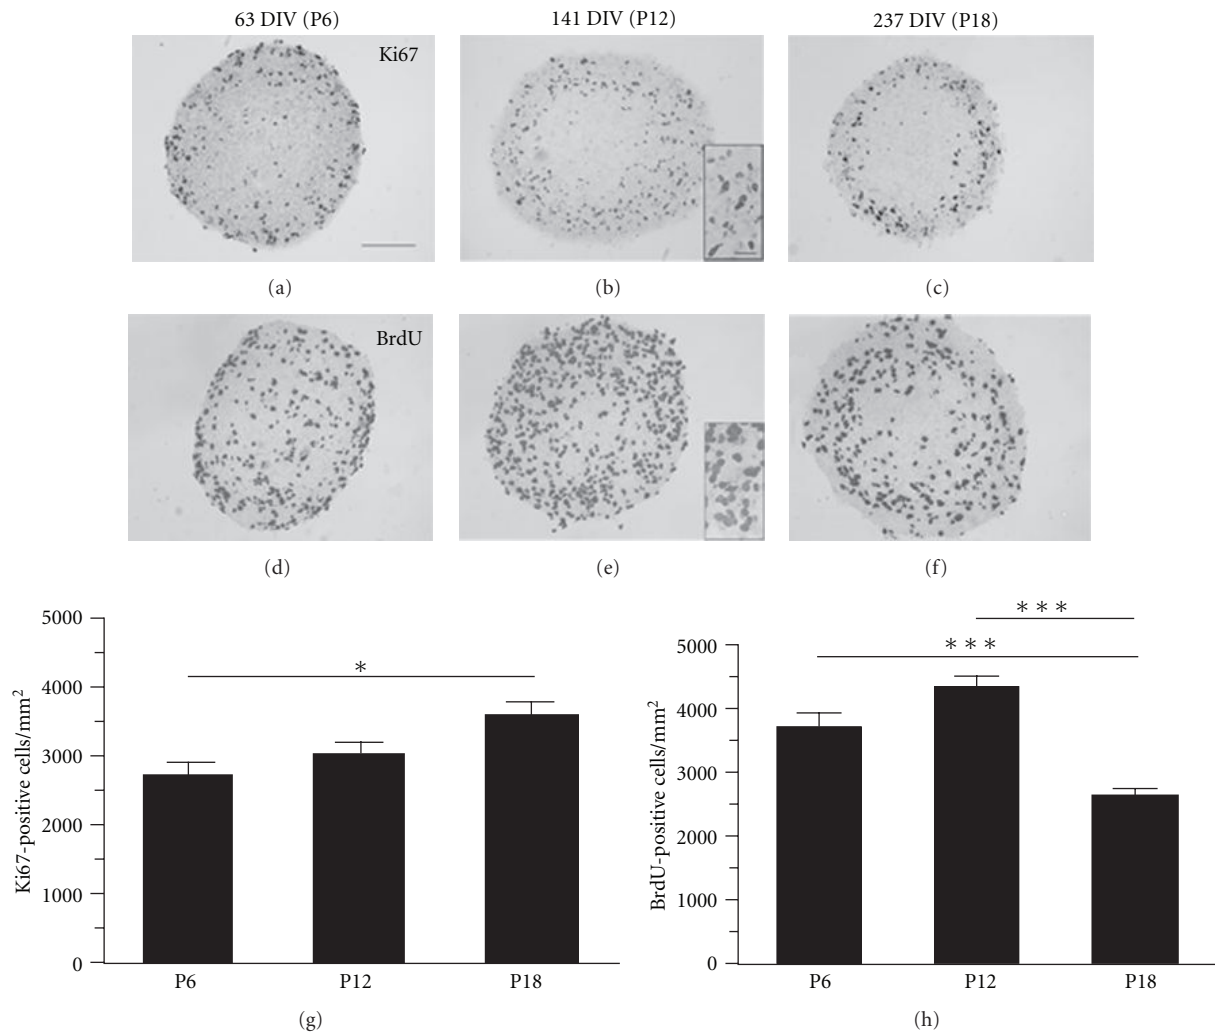 63 DIV (P6)
141 DIV (P12)
237 DIV (P18)
Ki67
(a)
(b)
(c)
BrdU
(d)
(e)
(f)
Ki67-positive cells/mm²
5000
4000
3000
2000
1000
0
*
P6
P12
P18
(g)
BrdU-positive cells/mm²
5000
4000
3000
2000
1000
0
***
***
P6
P12
P18
(h)